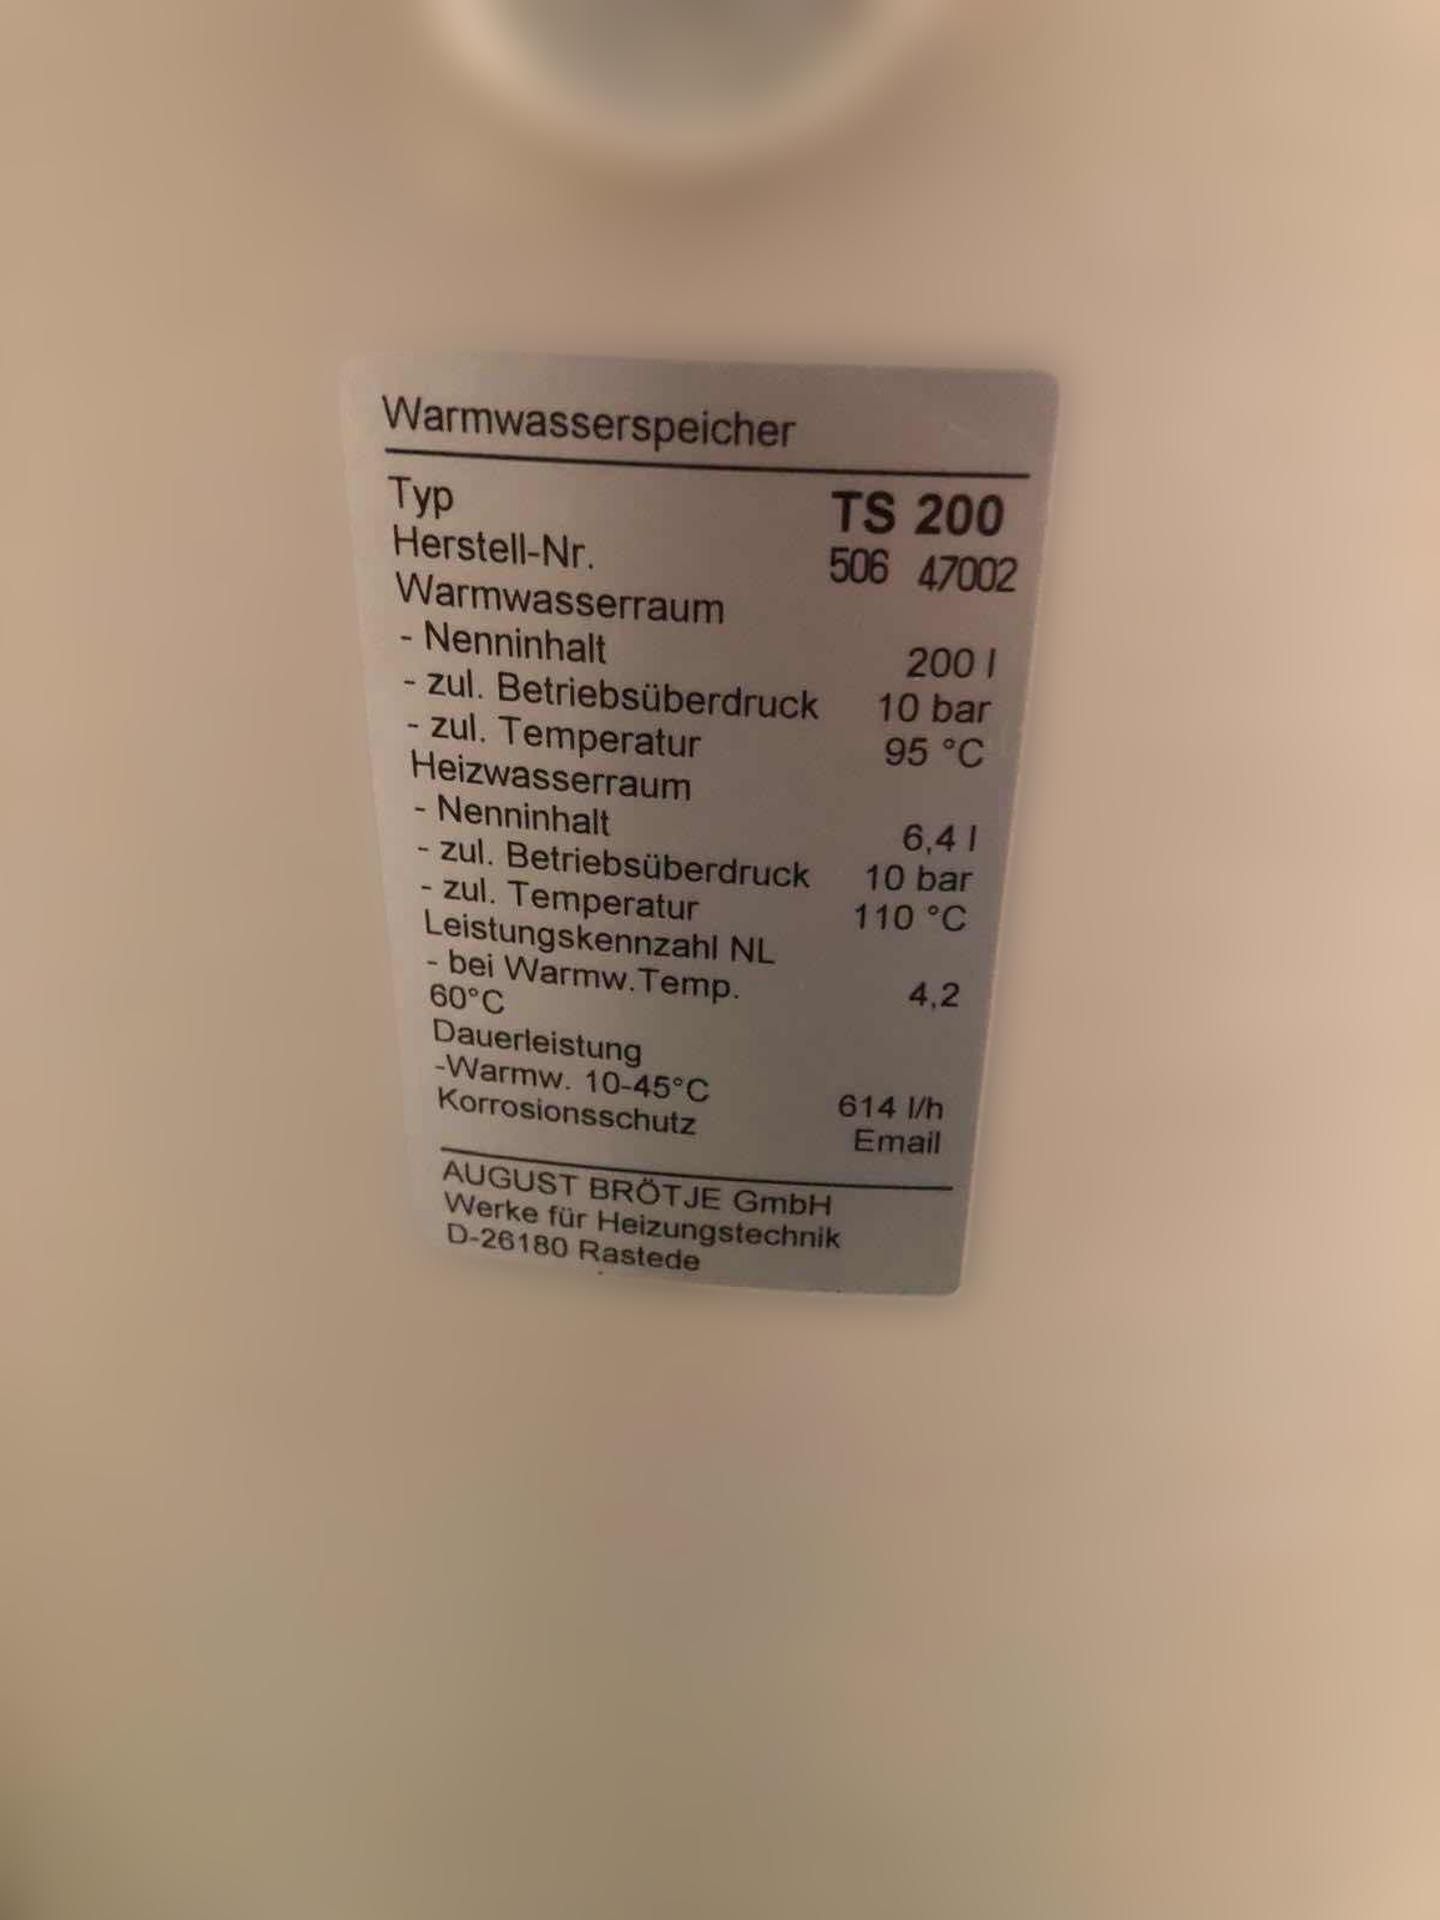 Warmwasserspeicher
Typ TS 200
Herstell-Nr. 506 47002
Warmwasserraum
- Nenninhalt 200 l
- zul. Betriebsüberdruck 10 bar
- zul. Temperatur 95 °C
Heizwasserraum
- Nenninhalt 6,4 l
- zul. Betriebsüberdruck 10 bar
- zul. Temperatur 110 °C
Leistungskennzahl NL
- bei Warmw.Temp. 4,2
60°C
Dauerleistung
-Warmw. 10-45°C 614 l/h
Korrosionsschutz Email
AUGUST BRÖTJE GmbH
Werke für Heizungstechnik
D-26180 Rastede